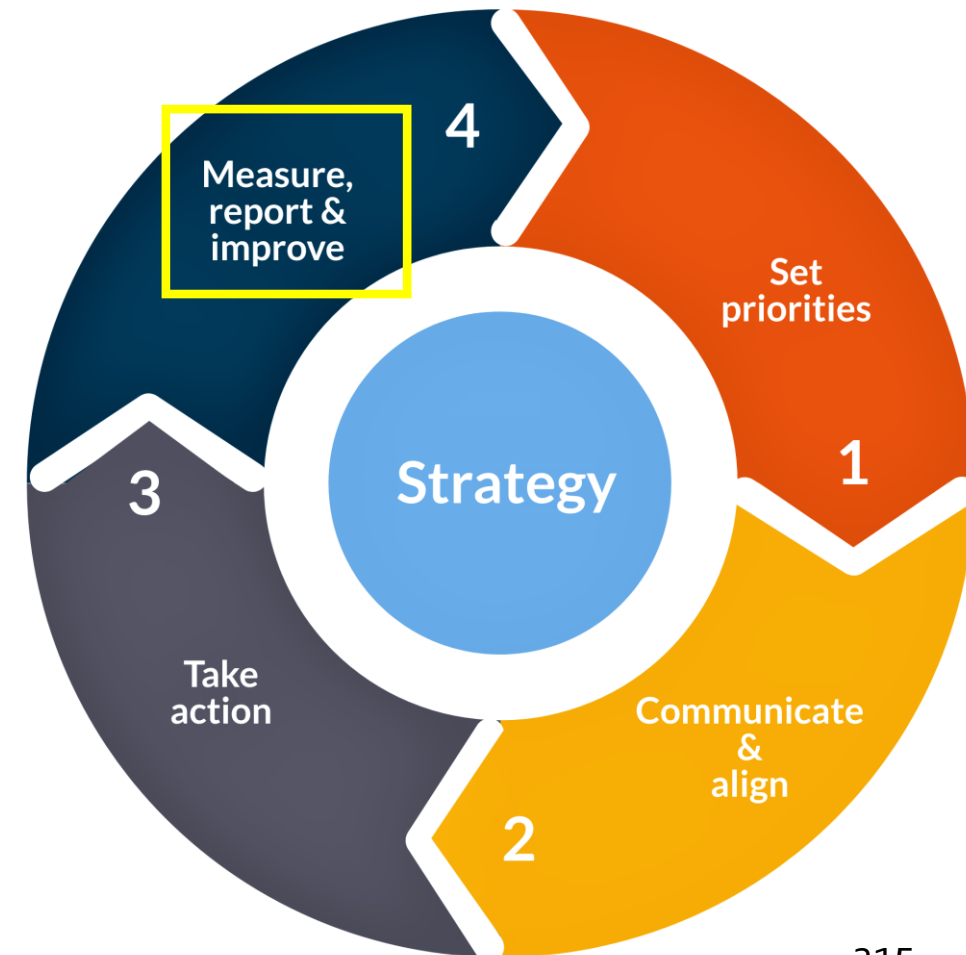 4
Measure,
report &
improve
Set
priorities
1
Strategy
3
Take
action
Communicate
&
align
2